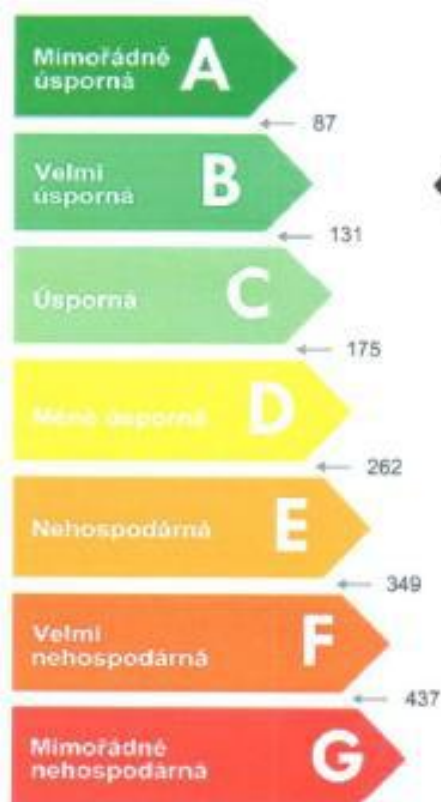 Mimořádně
úsporná
A
87
Velmi
úsporná
B
131
Úsporná
C
175
Méně úsporná
D
262
Nehospodárná
E
349
Velmi
nehospodárná
F
437
Mimořádně
nehospodárná
G